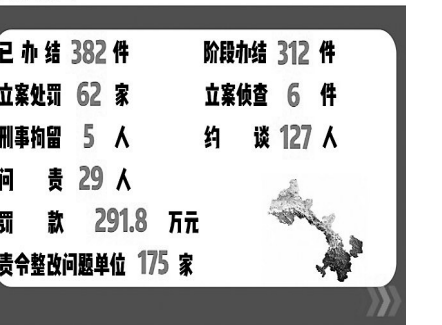 已办结 382 件 阶段办结 312 件
立案处罚 62 家 立案侦查 6 件
刑事拘留 5 人 约谈 127 人
问责 29 人
罚款 291.8 万元
责令整改问题单位 175 家